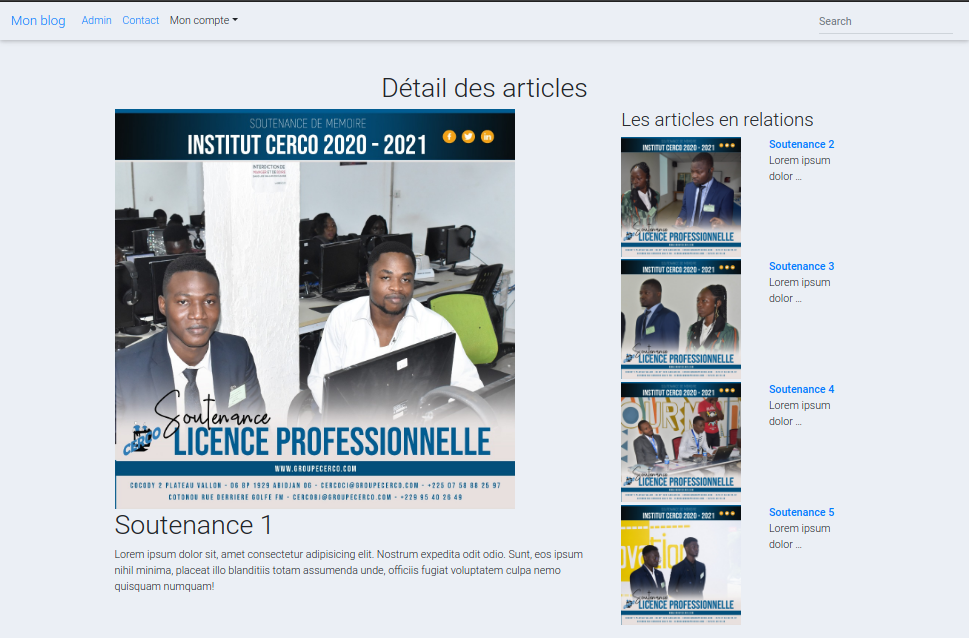 Mon blog Admin Contact Mon compte Search
Détail des articles
SOUTENANCE DE MEMOIRE
INSTITUT CERCO 2020 - 2021
Soutenance
CERCO
LICENCE PROFESSIONNELLE
WWW.GROUPECERCO.COM
COCODY 2 PLATEAU VALLON - 06 BP 1929 ABIDJAN 06 - CERCOCI@GROUPECERCO.COM - +225 07 58 88 25 97
COTONOU RUE DERRIERE GOLFE FM - CERCOBJ@GROUPECERCO.COM - +229 95 40 26 49
Soutenance 1
Lorem ipsum dolor sit, amet consectetur adipisicing elit. Nostrum expedita odit odio. Sunt, eos ipsum
nihil minima, placeat illo blanditiis totam assumenda unde, officiis fugiat voluptatem culpa nemo
quisquam numquam!
Les articles en relations
INSTITUT CERCO 2020 - 2021
Soutenance
LICENCE PROFESSIONNELLE
Soutenance 2
Lorem ipsum
dolor ...
INSTITUT CERCO 2020 - 2021
Soutenance
LICENCE PROFESSIONNELLE
Soutenance 3
Lorem ipsum
dolor ...
INSTITUT CERCO 2020 - 2021
Soutenance
LICENCE PROFESSIONNELLE
Soutenance 4
Lorem ipsum
dolor ...
INSTITUT CERCO 2020 - 2021
Soutenance
LICENCE PROFESSIONNELLE
Soutenance 5
Lorem ipsum
dolor ...